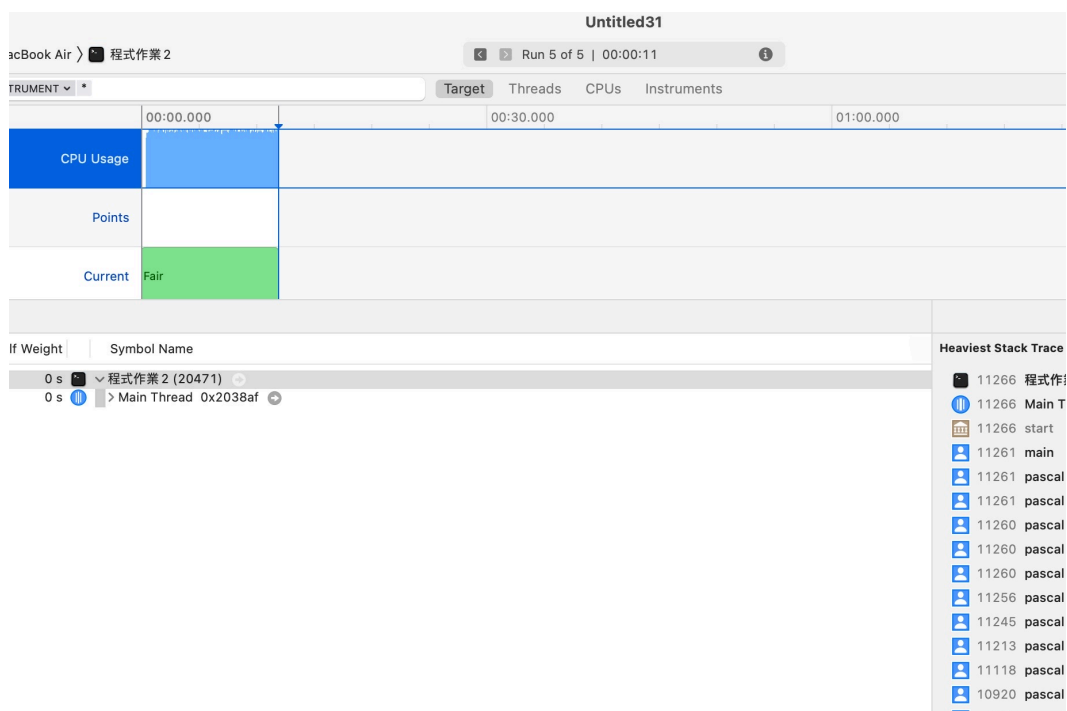 Untitled31
acBook Air 〉 程式作業 2
Run 5 of 5 | 00:00:11
TRUMENT *
Target Threads CPUs Instruments
00:00.000 00:30.000 01:00.000
CPU Usage
Points
Current Fair
lf Weight Symbol Name
Heaviest Stack Trace
0 s 程式作業 2 (20471)
0 s Main Thread 0x2038af
11266 程式作
11266 Main T
11266 start
11261 main
11261 pascal
11261 pascal
11260 pascal
11260 pascal
11260 pascal
11256 pascal
11245 pascal
11213 pascal
11118 pascal
10920 pascal